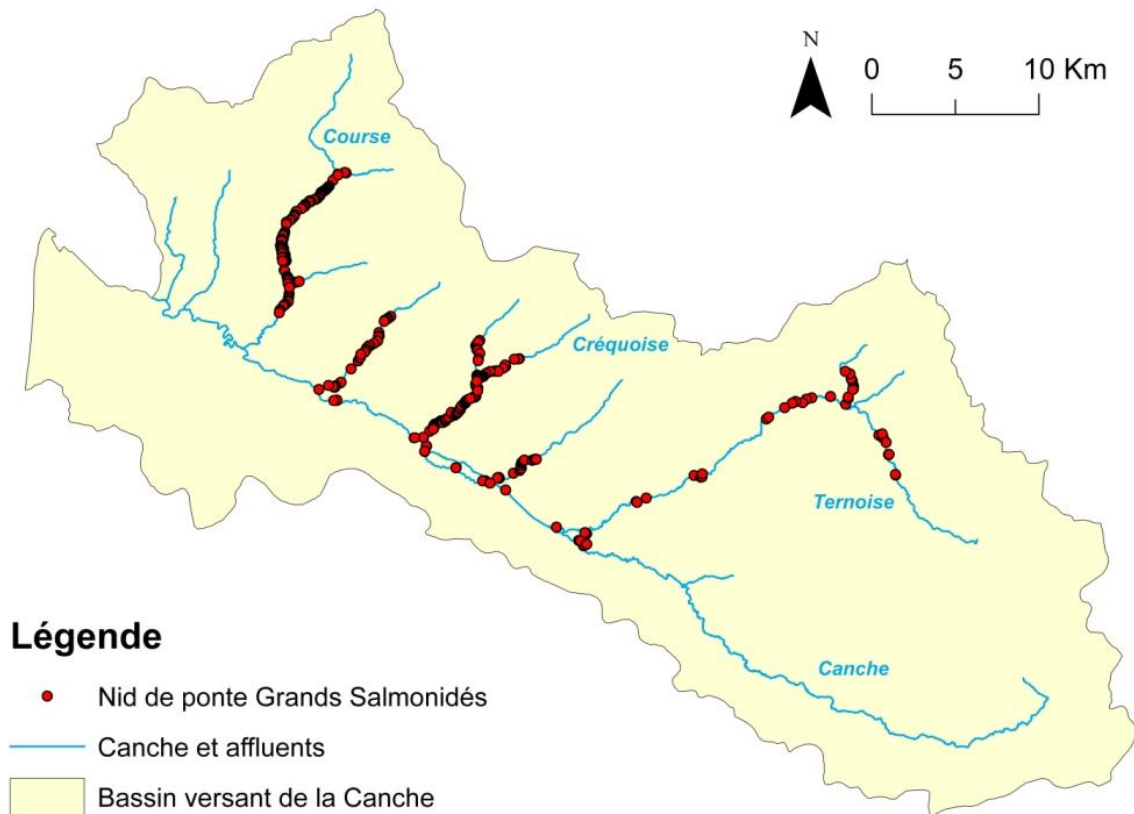 N
0 5 10 Km
Course
Créquoise
Ternoise
Canche
Légende
Nid de ponte Grands Salmonidés
Canche et affluents
Bassin versant de la Canche